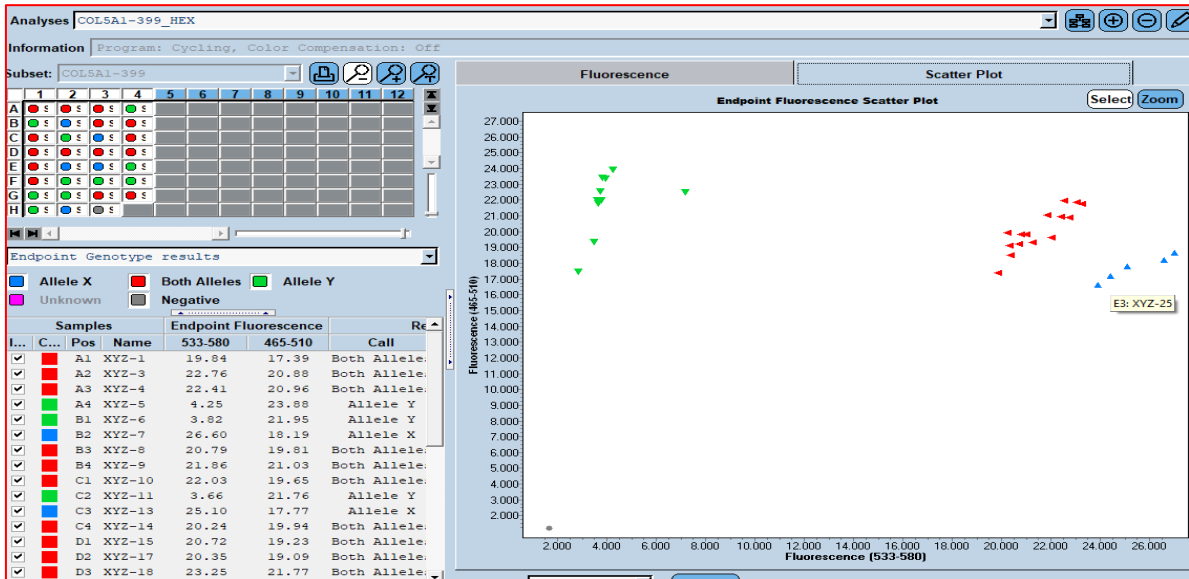 Analyses COL5A1-399_HEX
Information Program: Cycling, Color Compensation: Off
Subset: COL5A1-399
1 2 3 4 5 6 7 8 9 10 11 12
A S S S S
B S S S S
C S S S S
D S S S S
E S S S S
F S S S S
G S S S S
H S S S
Endpoint Genotype results
Allele X Both Alleles Allele Y
Unknown Negative
Samples Endpoint Fluorescence Re
I... C... Pos Name 533-580 465-510 Call
A1 XYZ-1 19.84 17.39 Both Allele
A2 XYZ-3 22.76 20.88 Both Allele
A3 XYZ-4 22.41 20.96 Both Allele
A4 XYZ-5 4.25 23.88 Allele Y
B1 XYZ-6 3.82 21.95 Allele Y
B2 XYZ-7 26.60 18.19 Allele X
B3 XYZ-8 20.79 19.81 Both Allele
B4 XYZ-9 21.86 21.03 Both Allele
C1 XYZ-10 22.03 19.65 Both Allele
C2 XYZ-11 3.66 21.76 Allele Y
C3 XYZ-13 25.10 17.77 Allele X
C4 XYZ-14 20.24 19.94 Both Allele
D1 XYZ-15 20.72 19.23 Both Allele
D2 XYZ-17 20.35 19.09 Both Allele
D3 XYZ-18 23.25 21.77 Both Allele
Fluorescence Scatter Plot
Endpoint Fluorescence Scatter Plot
Select Zoom
27.000
26.000
25.000
24.000
23.000
22.000
21.000
20.000
19.000
18.000
17.000
16.000
15.000
14.000
13.000
12.000
11.000
10.000
9.000
8.000
7.000
6.000
5.000
4.000
3.000
2.000
Fluorescence (465-510)
E3: XYZ-25
2.000 4.000 6.000 8.000 10.000 12.000 14.000 16.000 18.000 20.000 22.000 24.000 26.000
Fluorescence (533-580)